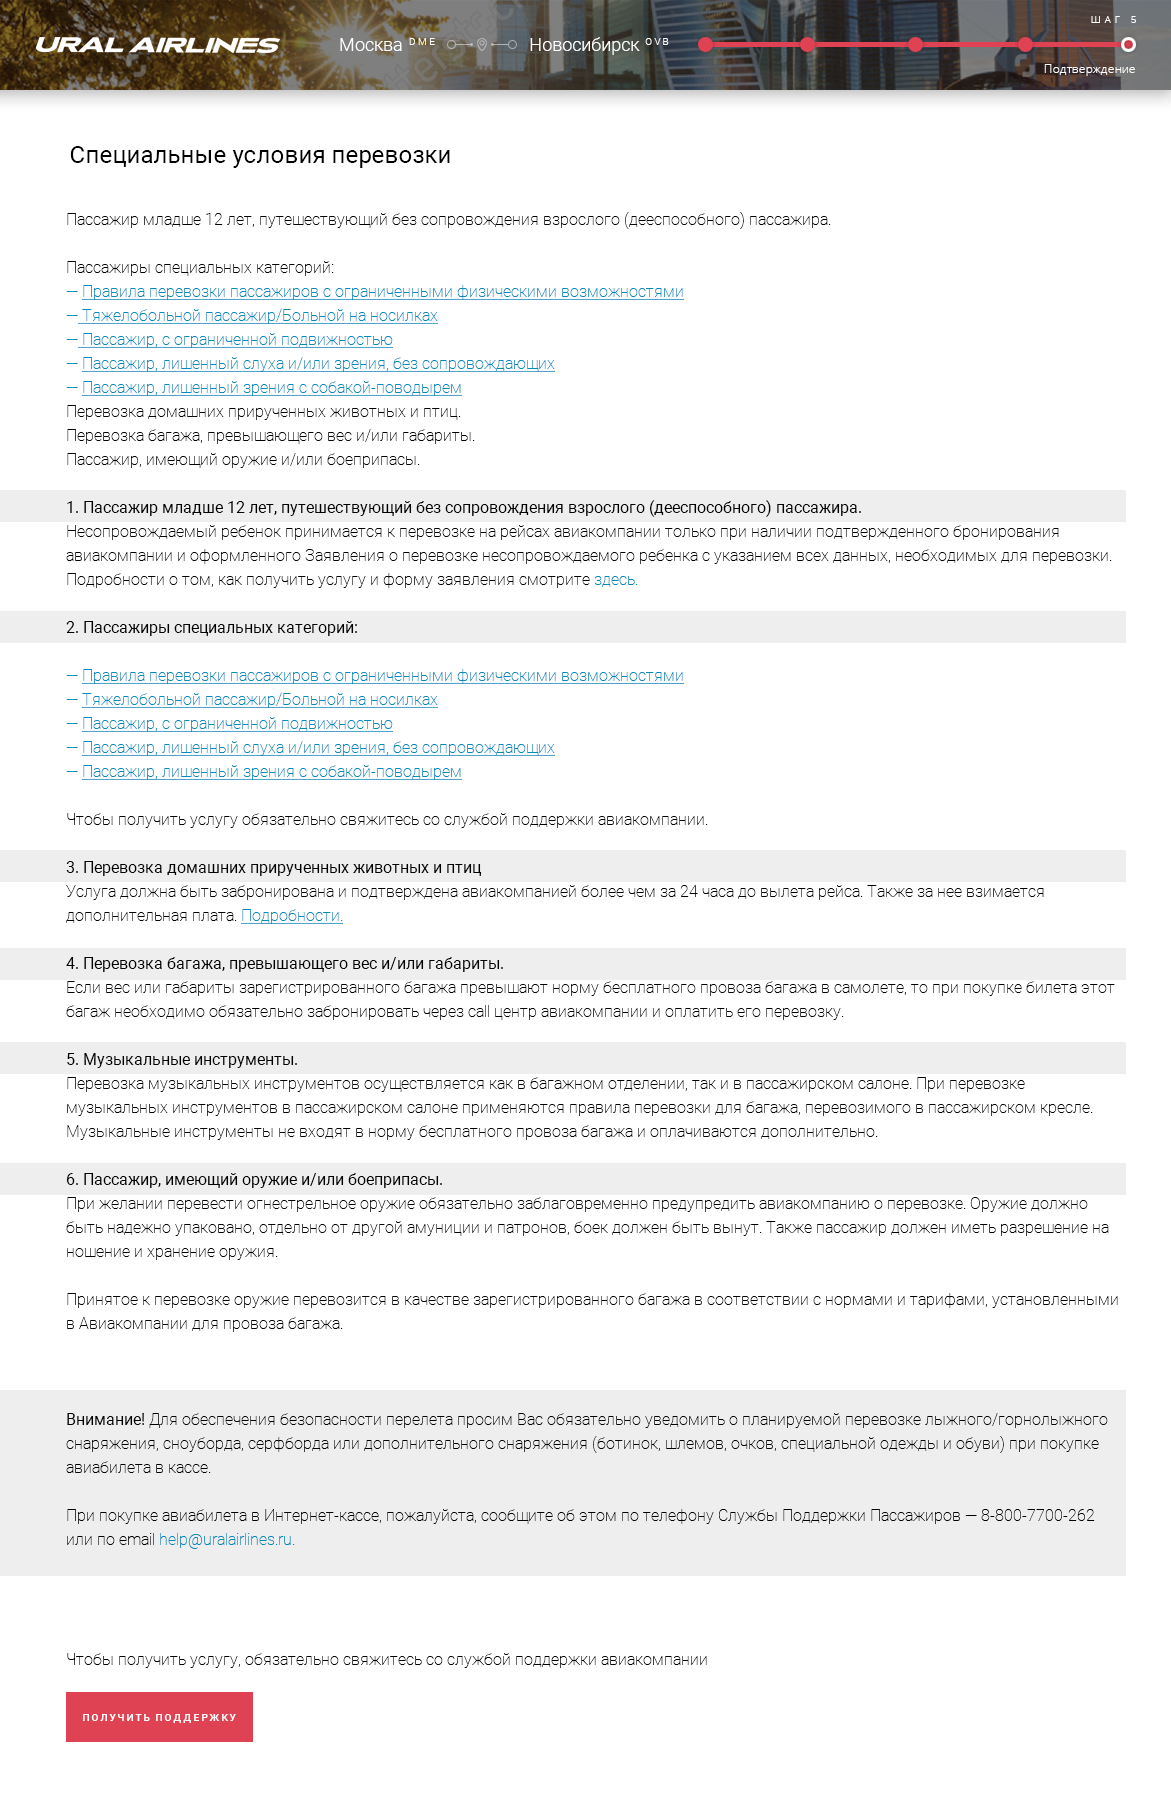 ШАГ 5
URAL AIRLINES
Москва DME
Новосибирск OVB
Подтверждение
Специальные условия перевозки
Пассажир младше 12 лет, путешествующий без сопровождения взрослого (дееспособного) пассажира.
Пассажиры специальных категорий:
— Правила перевозки пассажиров с ограниченными физическими возможностями
— Тяжелобольной пассажир/Больной на носилках
— Пассажир, с ограниченной подвижностью
— Пассажир, лишенный слуха и/или зрения, без сопровождающих
— Пассажир, лишенный зрения с собакой-поводырем
Перевозка домашних прирученных животных и птиц.
Перевозка багажа, превышающего вес и/или габариты.
Пассажир, имеющий оружие и/или боеприпасы.
1. Пассажир младше 12 лет, путешествующий без сопровождения взрослого (дееспособного) пассажира.
Несопровождаемый ребенок принимается к перевозке на рейсах авиакомпании только при наличии подтвержденного бронирования
авиакомпании и оформленного Заявления о перевозке несопровождаемого ребенка с указанием всех данных, необходимых для перевозки.
Подробности о том, как получить услугу и форму заявления смотрите здесь.
2. Пассажиры специальных категорий:
— Правила перевозки пассажиров с ограниченными физическими возможностями
— Тяжелобольной пассажир/Больной на носилках
— Пассажир, с ограниченной подвижностью
— Пассажир, лишенный слуха и/или зрения, без сопровождающих
— Пассажир, лишенный зрения с собакой-поводырем
Чтобы получить услугу обязательно свяжитесь со службой поддержки авиакомпании.
3. Перевозка домашних прирученных животных и птиц
Услуга должна быть забронирована и подтверждена авиакомпанией более чем за 24 часа до вылета рейса. Также за нее взимается
дополнительная плата. Подробности.
4. Перевозка багажа, превышающего вес и/или габариты.
Если вес или габариты зарегистрированного багажа превышают норму бесплатного провоза багажа в самолете, то при покупке билета этот
багаж необходимо обязательно забронировать через call центр авиакомпании и оплатить его перевозку.
5. Музыкальные инструменты.
Перевозка музыкальных инструментов осуществляется как в багажном отделении, так и в пассажирском салоне. При перевозке
музыкальных инструментов в пассажирском салоне применяются правила перевозки для багажа, перевозимого в пассажирском кресле.
Музыкальные инструменты не входят в норму бесплатного провоза багажа и оплачиваются дополнительно.
6. Пассажир, имеющий оружие и/или боеприпасы.
При желании перевести огнестрельное оружие обязательно заблаговременно предупредить авиакомпанию о перевозке. Оружие должно
быть надежно упаковано, отдельно от другой амуниции и патронов, боек должен быть вынут. Также пассажир должен иметь разрешение на
ношение и хранение оружия.
Принятое к перевозке оружие перевозится в качестве зарегистрированного багажа в соответствии с нормами и тарифами, установленными
в Авиакомпании для провоза багажа.
Внимание! Для обеспечения безопасности перелета просим Вас обязательно уведомить о планируемой перевозке лыжного/горнолыжного
снаряжения, сноуборда, серфборда или дополнительного снаряжения (ботинок, шлемов, очков, специальной одежды и обуви) при покупке
авиабилета в кассе.
При покупке авиабилета в Интернет-кассе, пожалуйста, сообщите об этом по телефону Службы Поддержки Пассажиров — 8-800-7700-262
или по email help@uralairlines.ru.
Чтобы получить услугу, обязательно свяжитесь со службой поддержки авиакомпании
ПОЛУЧИТЬ ПОДДЕРЖКУ